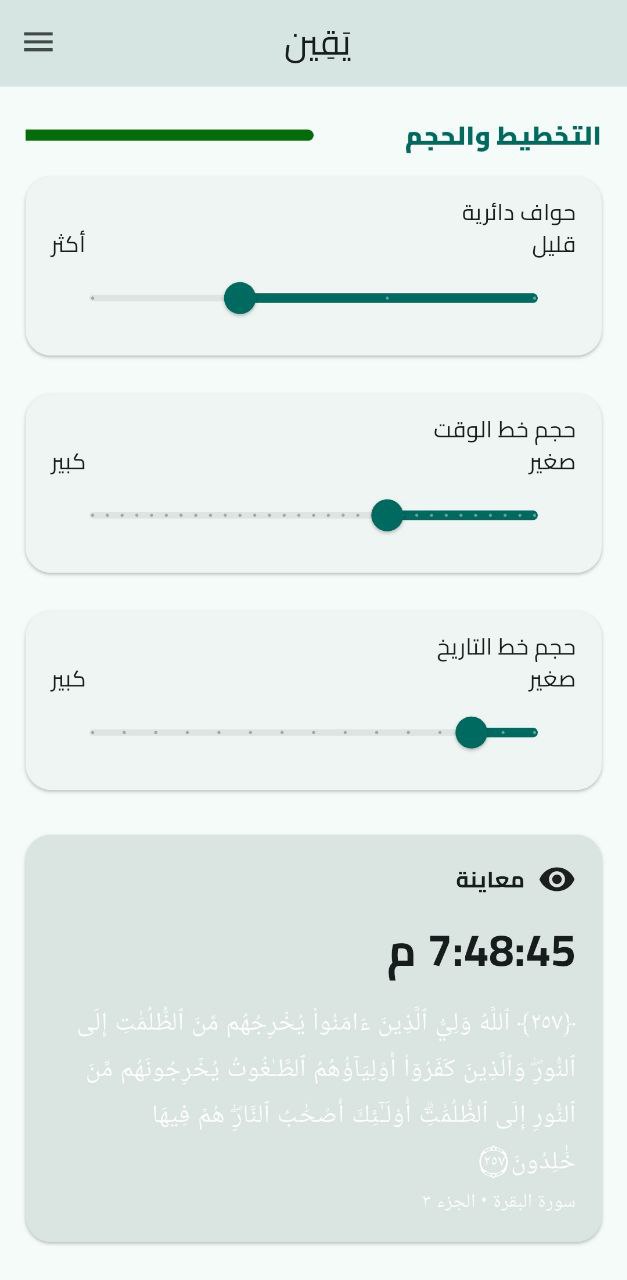 يَقِين
التخطيط والحجم
حواف دائرية
قليل
أكثر
حجم خط الوقت
صغير
كبير
حجم خط التاريخ
صغير
كبير
معاينة
7:48:45 م
﴿٢٥٧﴾ ٱللَّهُ وَلِيُّ ٱلَّذِينَ ءَامَنُوا۟ يُخْرِجُهُم مِّنَ ٱلظُّلُمَٰتِ إِلَى
ٱلنُّورِۖ وَٱلَّذِينَ كَفَرُوٓا۟ أَوْلِيَآؤُهُمُ ٱلطَّٰغُوتُ يُخْرِجُونَهُم مِّنَ
ٱلنُّورِ إِلَى ٱلظُّلُمَٰتِۗ أُو۟لَٰٓئِكَ أَصْحَٰبُ ٱلنَّارِۖ هُمْ فِيهَا
خَٰلِدُونَ ٢٥٧
سورة البقرة • الجزء ٣